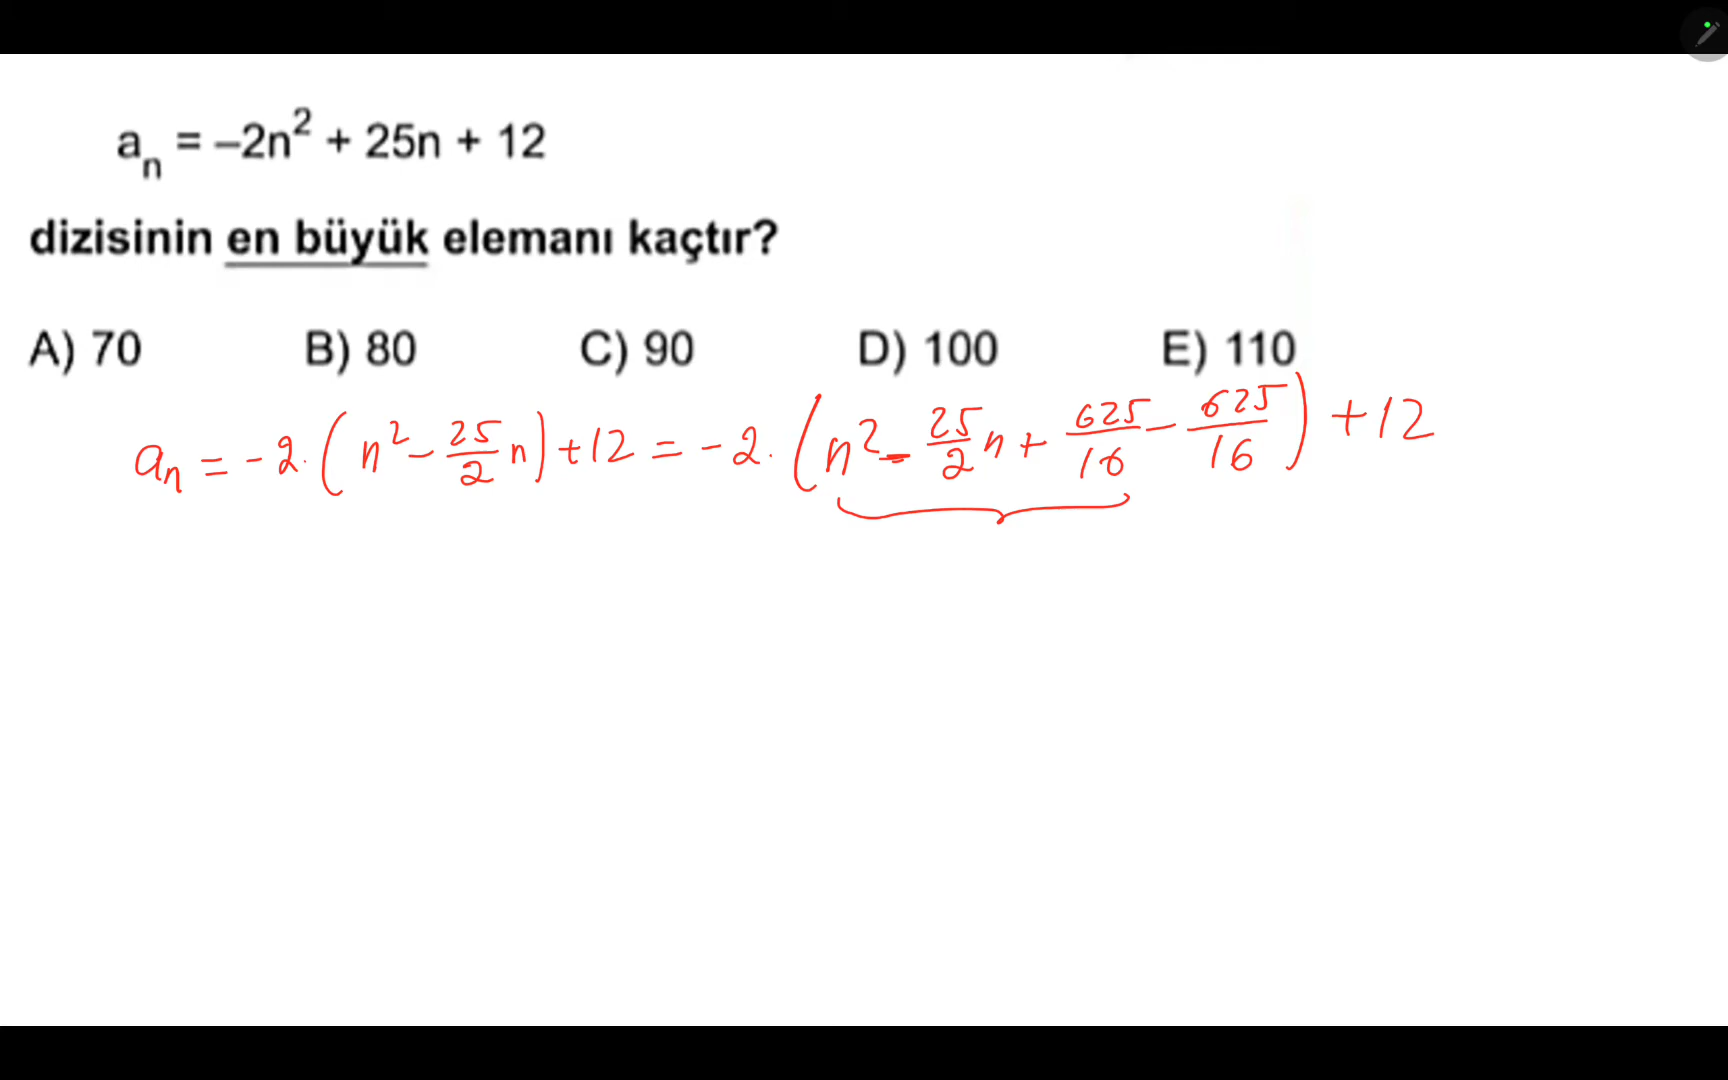 aₙ = –2n² + 25n + 12
dizisinin en büyük elemanı kaçtır?
A) 70 B) 80 C) 90 D) 100 E) 110
aₙ = -2·(n² - 25/2 n) + 12 = -2·(n² - 25/2 n + 625/16 - 625/16) + 12